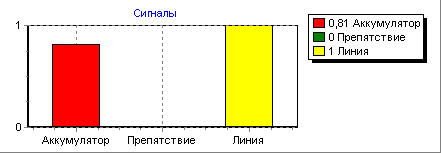 Сигналы
1
0
Аккумулятор Препятствие Линия
0,81 Аккумулятор
0 Препятствие
1 Линия